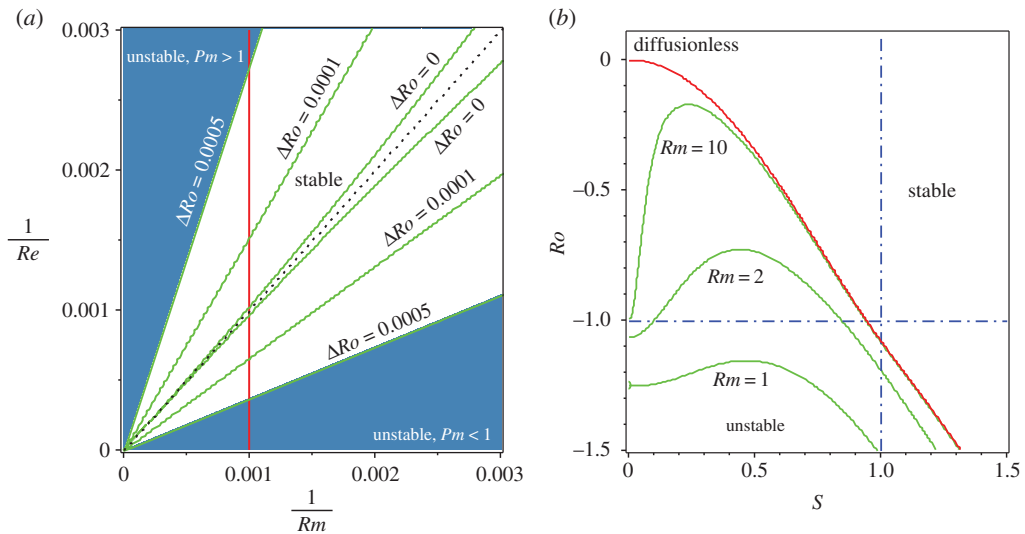 (a)
0.003
0.002
0.001
0
1
Re
unstable, Pm > 1
ΔRo = 0.0005
ΔRo = 0.0001
ΔRo = 0
ΔRo = 0
stable
ΔRo = 0.0001
ΔRo = 0.0005
unstable, Pm < 1
0
0.001
0.002
0.003
1
Rm
(b)
diffusionless
0
−0.5
−1.0
−1.5
Ro
Rm = 10
stable
Rm = 2
Rm = 1
unstable
0
0.5
1.0
1.5
S